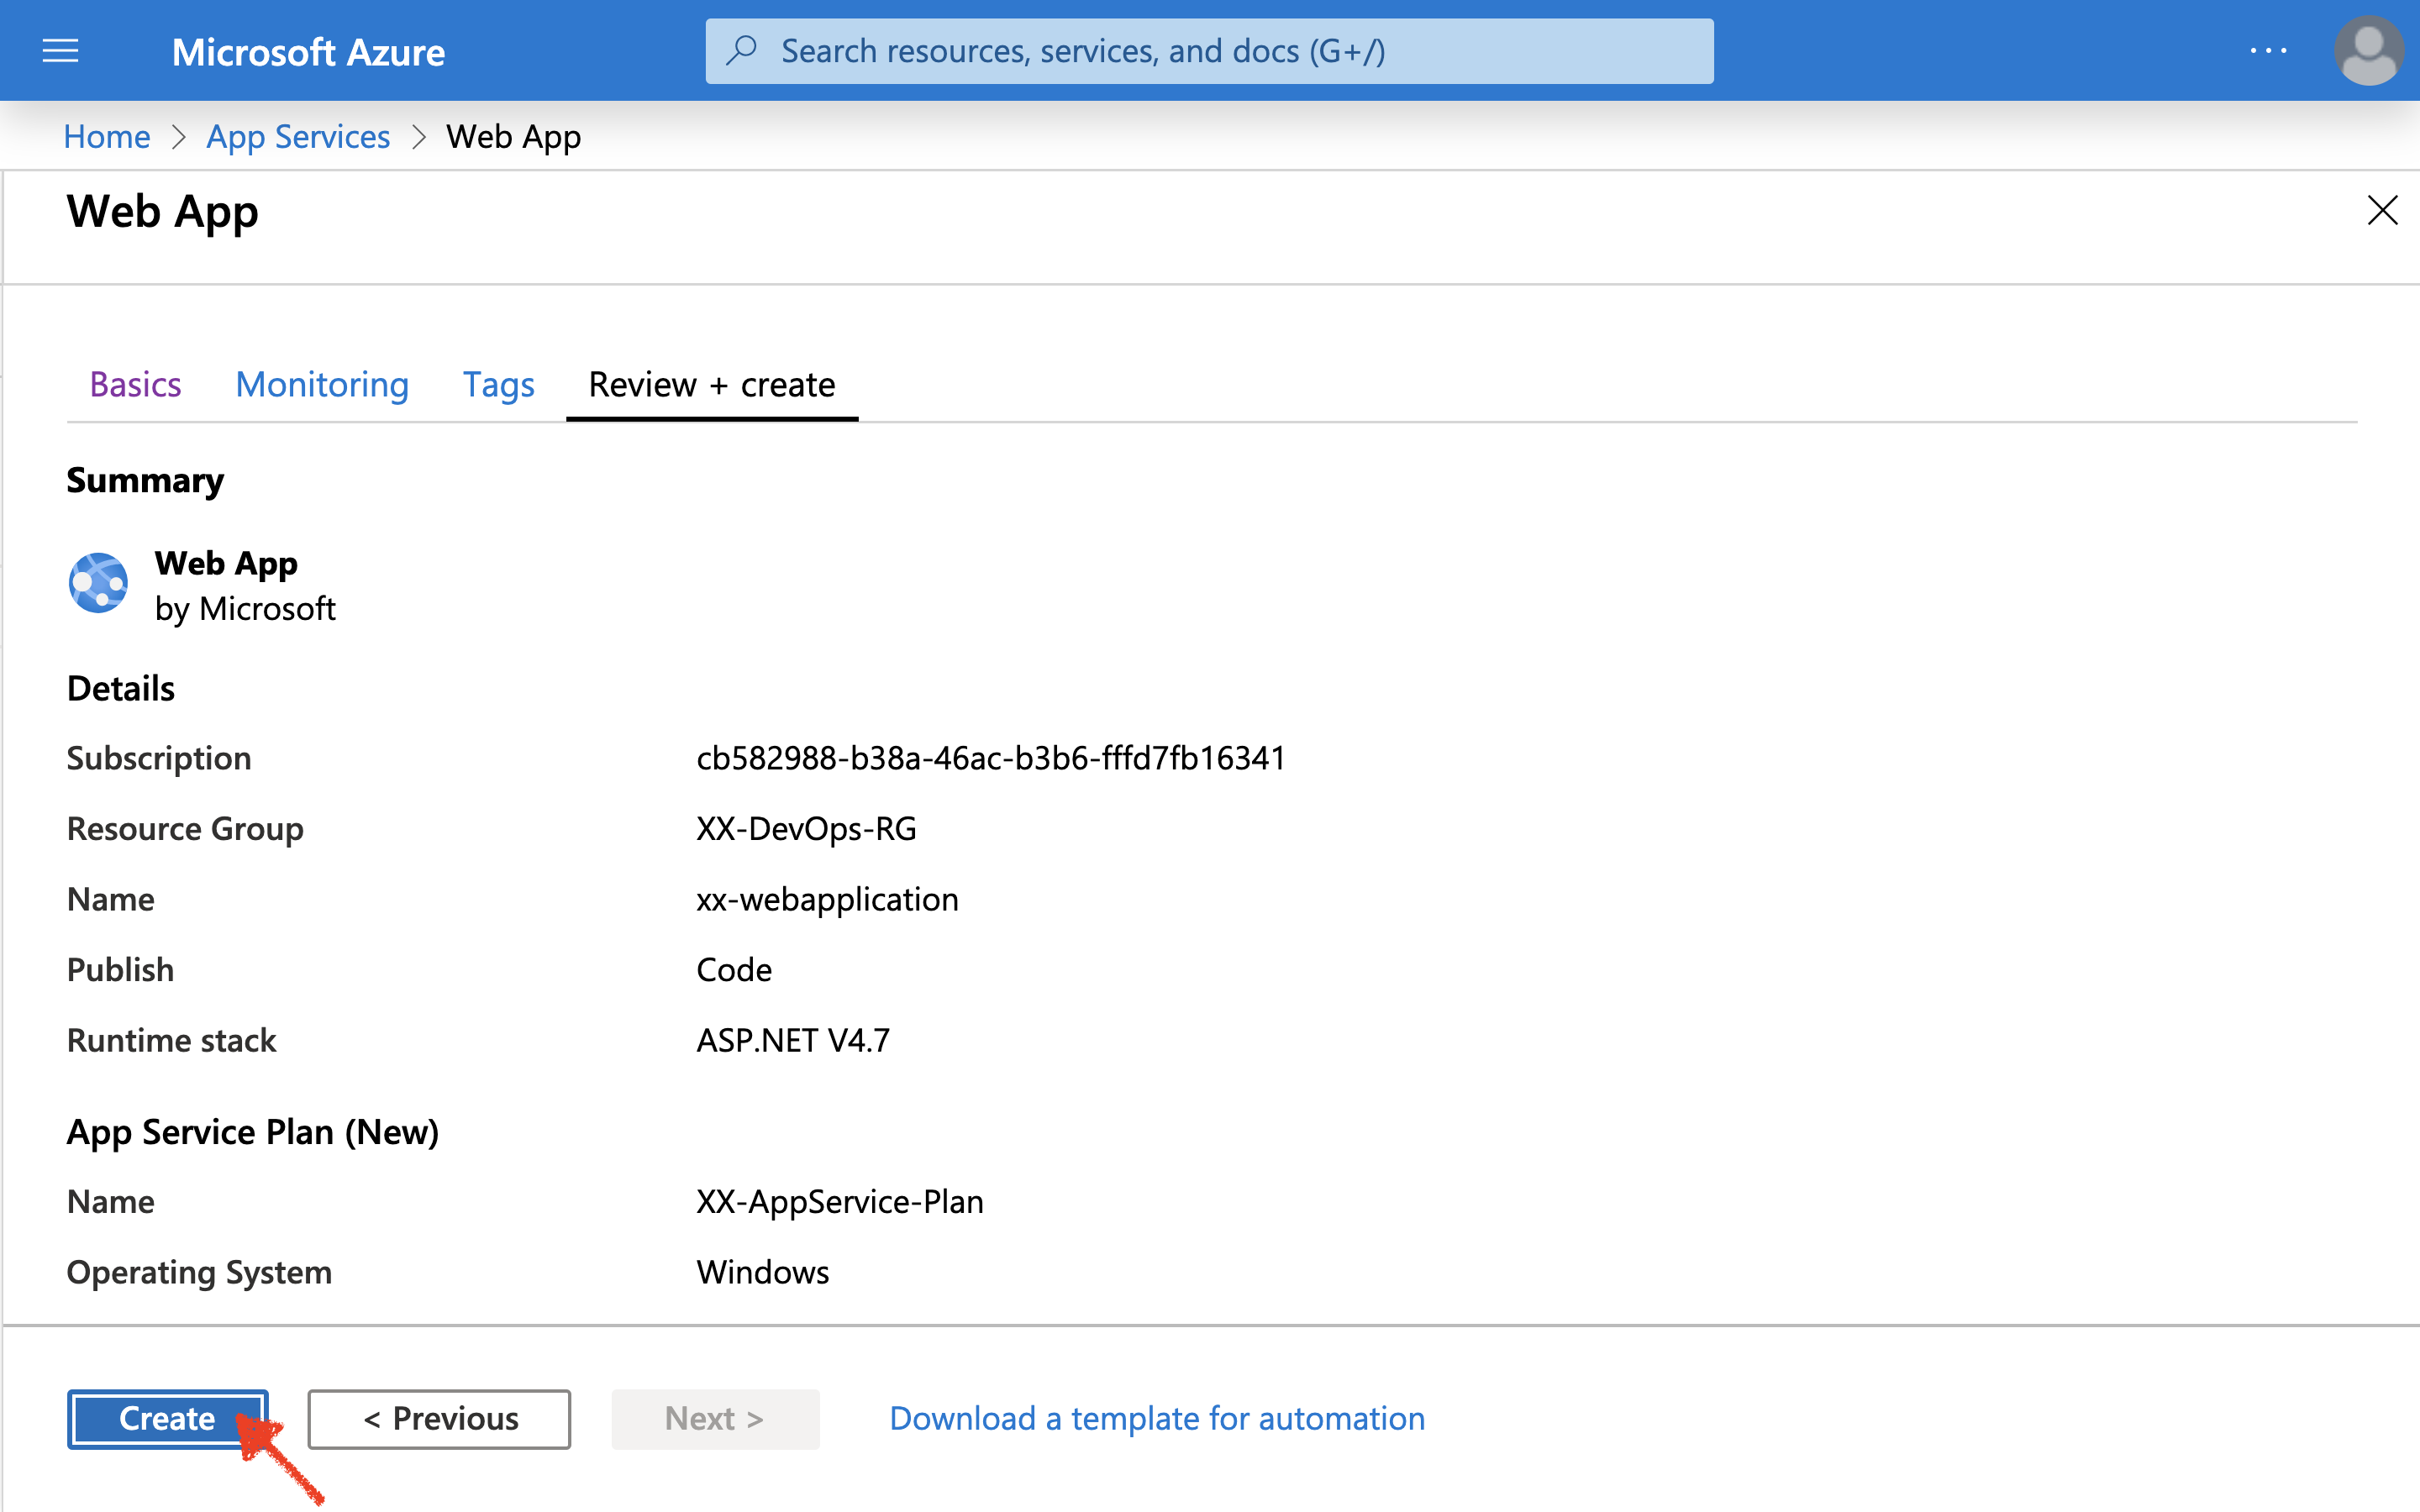 Microsoft Azure
Search resources, services, and docs (G+/)
...
Home > App Services > Web App
Web App
Basics Monitoring Tags Review + create
Summary
Web App
by Microsoft
Details
Subscription cb582988-b38a-46ac-b3b6-fffd7fb16341
Resource Group XX-DevOps-RG
Name xx-webapplication
Publish Code
Runtime stack ASP.NET V4.7
App Service Plan (New)
Name XX-AppService-Plan
Operating System Windows
Create < Previous Next > Download a template for automation